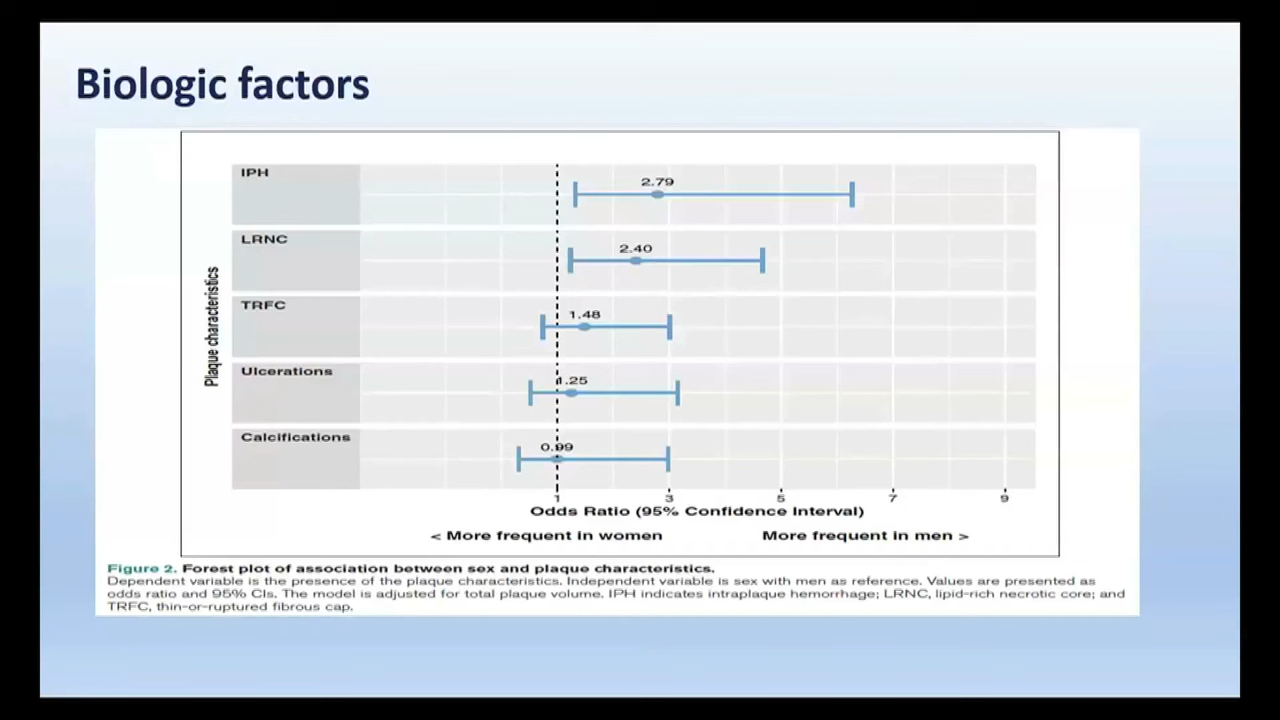 Biologic factors
Plaque characteristics
IPH
2.79
LRNC
2.40
TRFC
1.48
Ulcerations
1.25
Calcifications
0.99
1 3 5 7 9
Odds Ratio (95% Confidence Interval)
< More frequent in women More frequent in men >
Figure 2. Forest plot of association between sex and plaque characteristics.
Dependent variable is the presence of the plaque characteristics. Independent variable is sex with men as reference. Values are presented as
odds ratio and 95% CIs. The model is adjusted for total plaque volume. IPH indicates intraplaque hemorrhage; LRNC, lipid-rich necrotic core; and
TRFC, thin-or-ruptured fibrous cap.